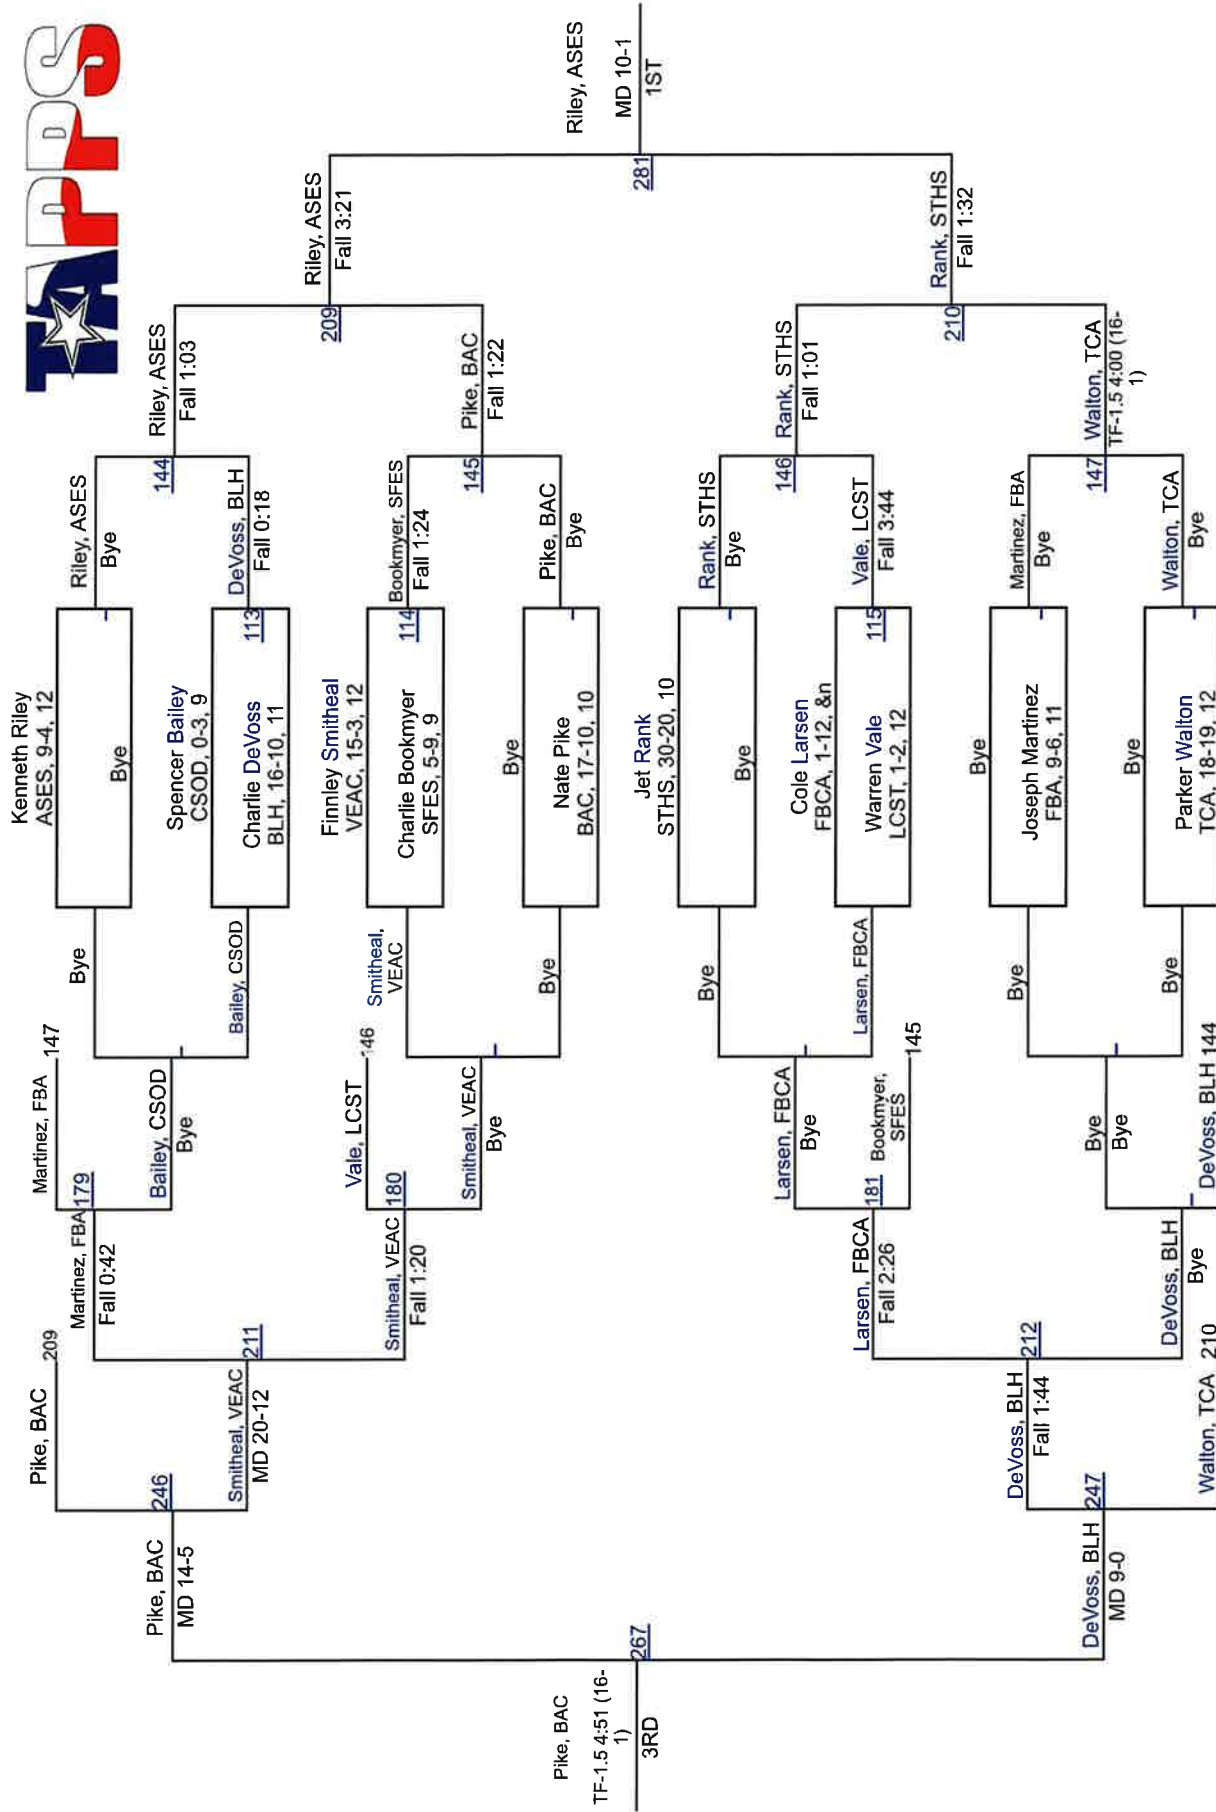 TAPPS
Kenneth Riley
ASES, 9-4, 12
Bye
Spencer Bailey
CSOD, 0-3, 9
Charlie DeVoss
BLH, 16-10, 11
113
Finnley Smitheal
VEAC, 15-3, 12
Charlie Bookmyer
SFES, 5-9, 9
114
Bye
Nate Pike
BAC, 17-10, 10
Jet Rank
STHS, 30-20, 10
Bye
Cole Larsen
FBCA, 1-12, &n
Warren Vale
LCST, 1-2, 12
115
Bye
Joseph Martinez
FBA, 9-6, 11
Bye
Parker Walton
TCA, 18-19, 12
Riley, ASES
Bye
DeVoss, BLH
Fall 0:18
Bookmyer, SFES
Fall 1:24
Pike, BAC
Bye
Rank, STHS
Bye
Vale, LCST
Fall 3:44
Martinez, FBA
Bye
Walton, TCA
Bye
144
Riley, ASES
Fall 1:03
145
Pike, BAC
Fall 1:22
146
Rank, STHS
Fall 1:01
147
Walton, TCA
TF-1.5 4:00 (16-
1)
209
Riley, ASES
Fall 3:21
210
Rank, STHS
Fall 1:32
281
Riley, ASES
MD 10-1
1ST
Bye
Bailey, CSOD
Smitheal,
VEAC
Bye
Bye
Larsen, FBCA
Bye
Bye
Martinez, FBA
147
Bailey, CSOD
Bye
179
Vale, LCST
146
Smitheal, VEAC
Bye
180
Larsen, FBCA
Bye
181
Bookmyer,
SFES
145
Bye
Bye
DeVoss, BLH 144
Martinez, FBA
Fall 0:42
Smitheal, VEAC
Fall 1:20
Larsen, FBCA
Fall 2:26
DeVoss, BLH
Bye
Pike, BAC
209
211
Smitheal, VEAC
MD 20-12
212
DeVoss, BLH
Fall 1:44
Walton, TCA 210
246
Pike, BAC
MD 14-5
247
DeVoss, BLH
MD 9-0
267
Pike, BAC
TF-1.5 4:51 (16-
1)
3RD